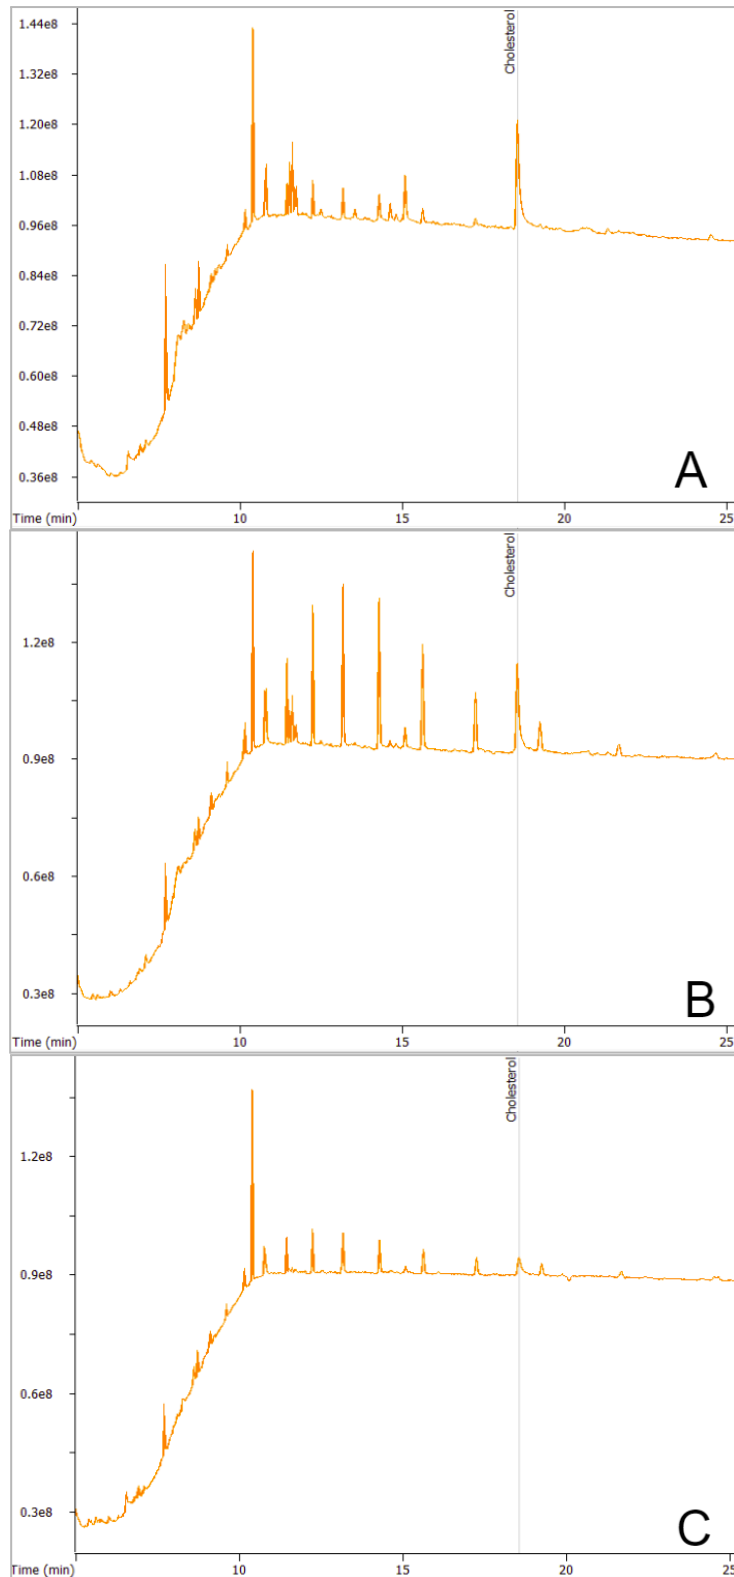 Cholesterol
1.44e8
1.32e8
1.20e8
1.08e8
0.96e8
0.84e8
0.72e8
0.60e8
0.48e8
0.36e8
A
Time (min) 10 15 20 25
Cholesterol
1.2e8
0.9e8
0.6e8
0.3e8
B
Time (min) 10 15 20 25
Cholesterol
1.2e8
0.9e8
0.6e8
0.3e8
C
Time (min) 10 15 20 25